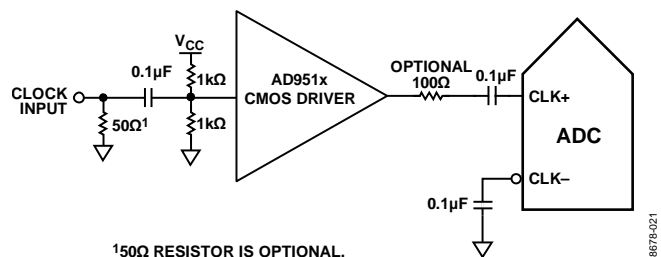 V_CC
0.1µF
1kΩ
CLOCK
INPUT
50Ω¹
1kΩ
AD951x
CMOS DRIVER
OPTIONAL
100Ω
0.1µF
CLK+
ADC
CLK–
0.1µF
¹50Ω RESISTOR IS OPTIONAL.
8678-021